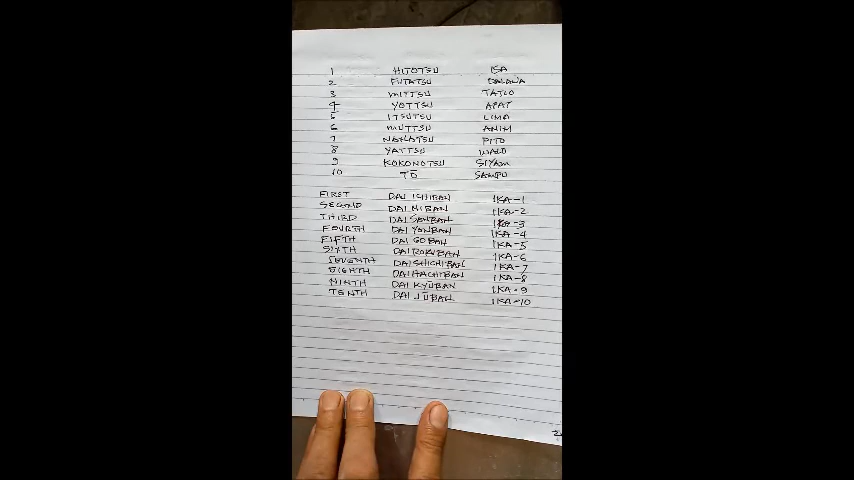 1 HITOTSU ISA
2 FUTATSU DALAWA
3 MITTSU TATLO
4 YOTTSU APAT
5 ITSUTSU LIMA
6 MUTTSU ANIM
7 NANATSU PITO
8 YATTSU WALO
9 KOKONOTSU SIYAM
10 TŌ SAMPU
FIRST DAI ICHIBAN IKA-1
SECOND DAI NIBAN IKA-2
THIRD DAI SANBAN IKA-3
FOURTH DAI YONBAN IKA-4
FIFTH DAI GOBAN IKA-5
SIXTH DAI ROKUBAN IKA-6
SEVENTH DAI SHICHIBAN IKA-7
EIGHTH DAI HACHIBAN IKA-8
NINTH DAI KYŪBAN IKA-9
TENTH DAI JŪBAN IKA-10